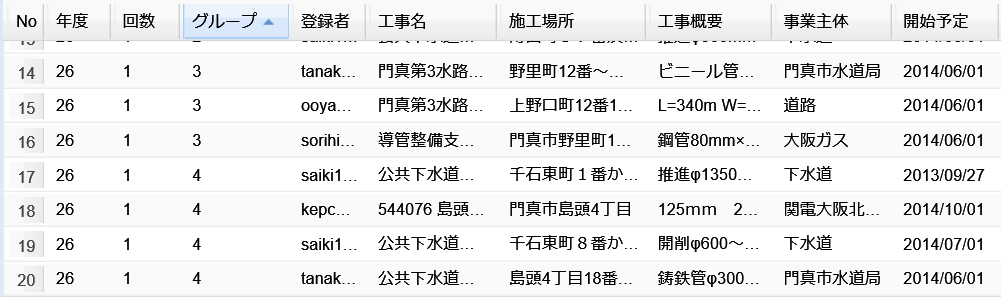 No 年度 回数 グループ 登録者 工事名 施工場所 工事概要 事業主体 開始予定
14 26 1 3 tanak... 門真第3水路... 野里町12番～... ビニール管... 門真市水道局 2014/06/01
15 26 1 3 ooya... 門真第3水路... 上野口町12番1... L=340m W=... 道路 2014/06/01
16 26 1 3 sorihi... 導管整備支... 門真市野里町1... 鋼管80mm×... 大阪ガス 2014/06/01
17 26 1 4 saiki1... 公共下水道... 千石東町１番か... 推進φ1350... 下水道 2013/09/27
18 26 1 4 kepc... 544076 島頭... 門真市島頭4丁目 125mm　2... 関電大阪北... 2014/10/01
19 26 1 4 saiki1... 公共下水道... 千石東町８番か... 開削φ600～... 下水道 2014/07/01
20 26 1 4 tanak... 公共下水道... 島頭4丁目18番... 鋳鉄管φ300... 門真市水道局 2014/06/01